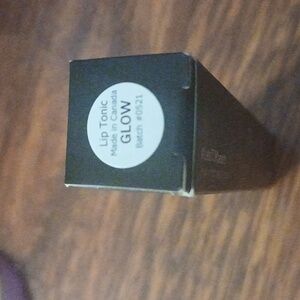 Lip Tonic
Made in Canada
GLOW
Batch #0521